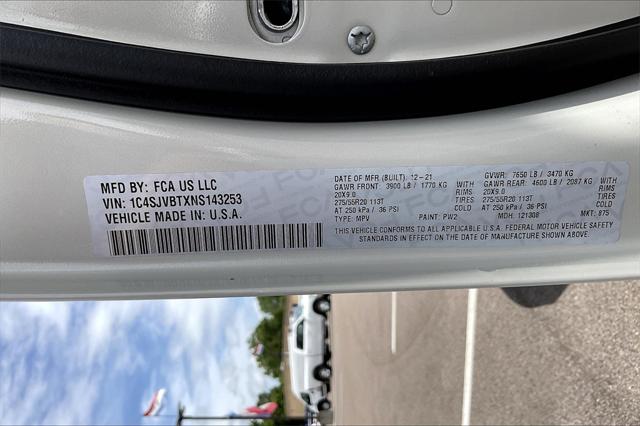 MFD BY: FCA US LLC
VIN: 1C4SJVBTXNS143253
VEHICLE MADE IN: U.S.A.
DATE OF MFR (BUILT): 12-21
GAWR FRONT: 3900 LB / 1770 KG
20X9.0
275/55R20 113T
AT 250 kPa / 36 PSI
TYPE: MPV
PAINT: PW2
GVWR: 7650 LB / 3470 KG
RIMS GAWR REAR: 4600 LB / 2087 KG RIMS
TIRES 20X9.0 TIRES
COLD 275/55R20 113T COLD
AT 250 kPa / 36 PSI
MDH: 121308
MKT: 875
THIS VEHICLE CONFORMS TO ALL APPLICABLE U.S.A. FEDERAL MOTOR VEHICLE SAFETY
STANDARDS IN EFFECT ON THE DATE OF MANUFACTURE SHOWN ABOVE.